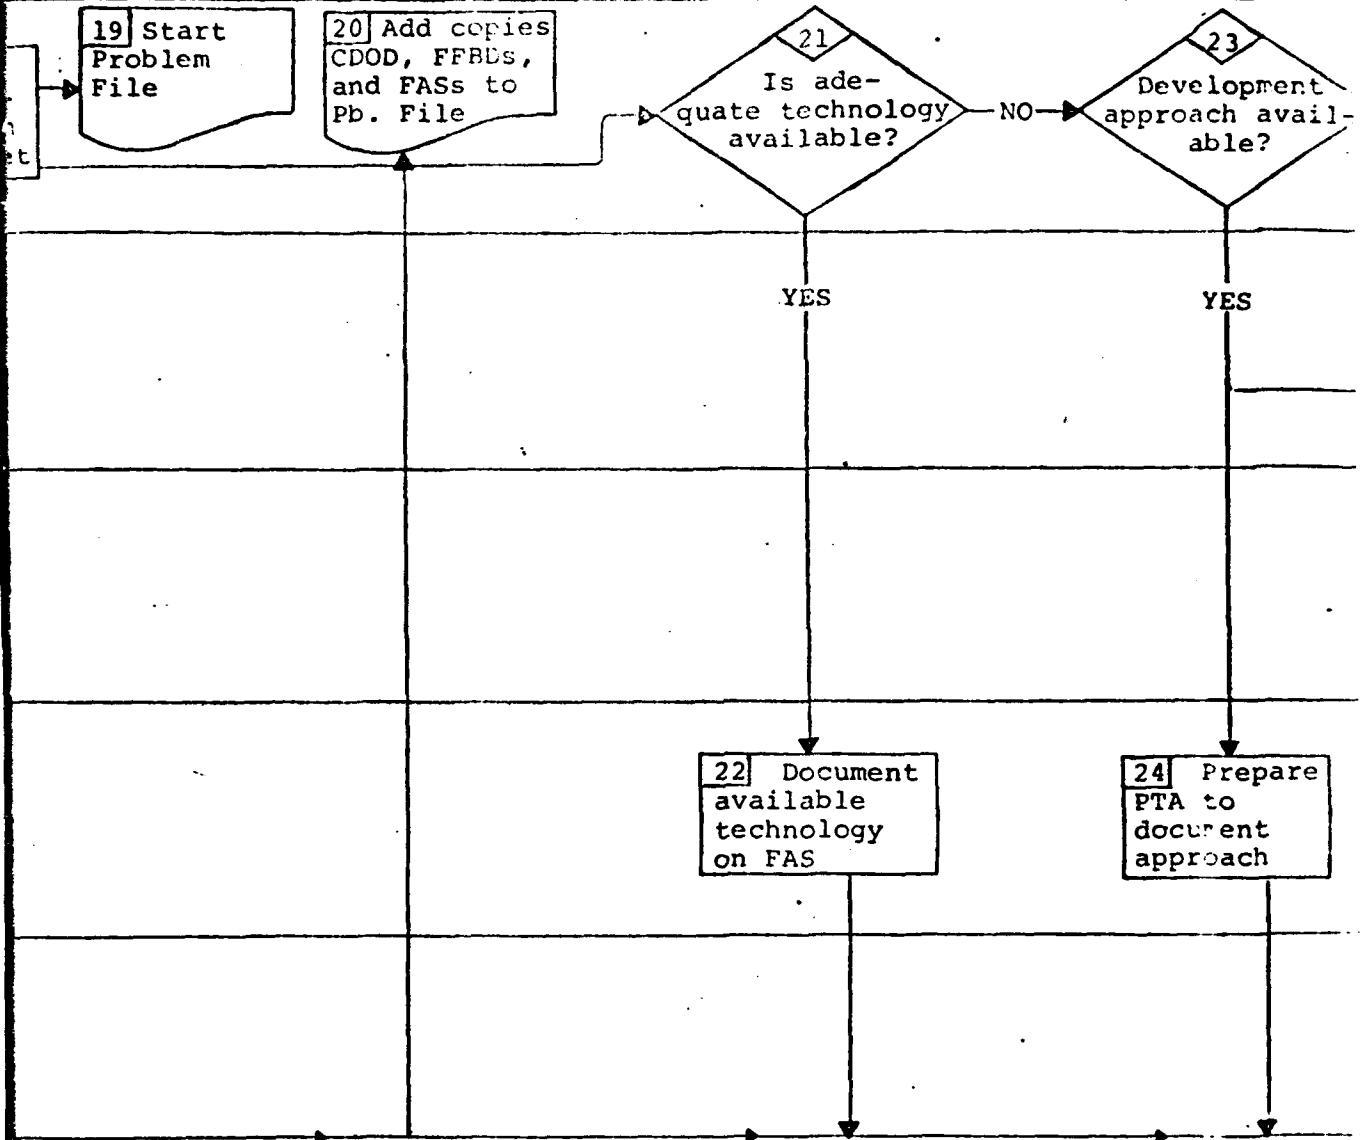 19 Start
Problem
File
20 Add copies
CDOD, FFBDs,
and FASs to
Pb. File
21
Is ade-
quate technology
available?
NO
23
Development
approach avail-
able?
et
YES
YES
22 Document
available
technology
on FAS
24 Prepare
PTA to
document
approach